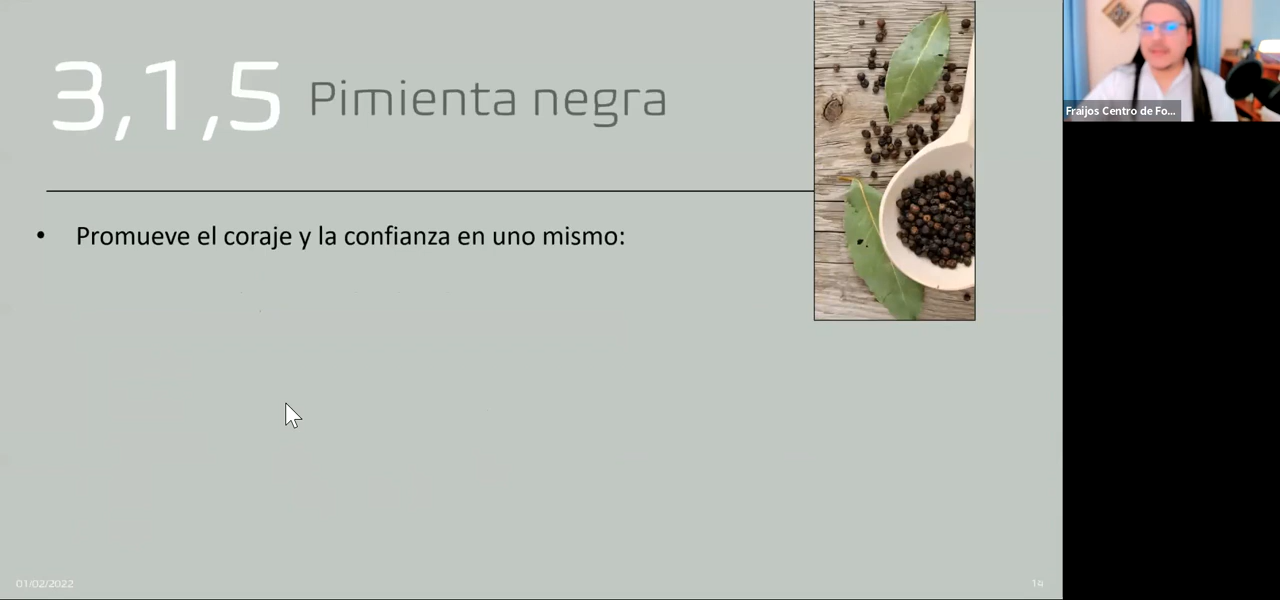 3,1,5 Pimienta negra
Fraijos Centro de Fo...
• Promueve el coraje y la confianza en uno mismo:
01/02/2022
14